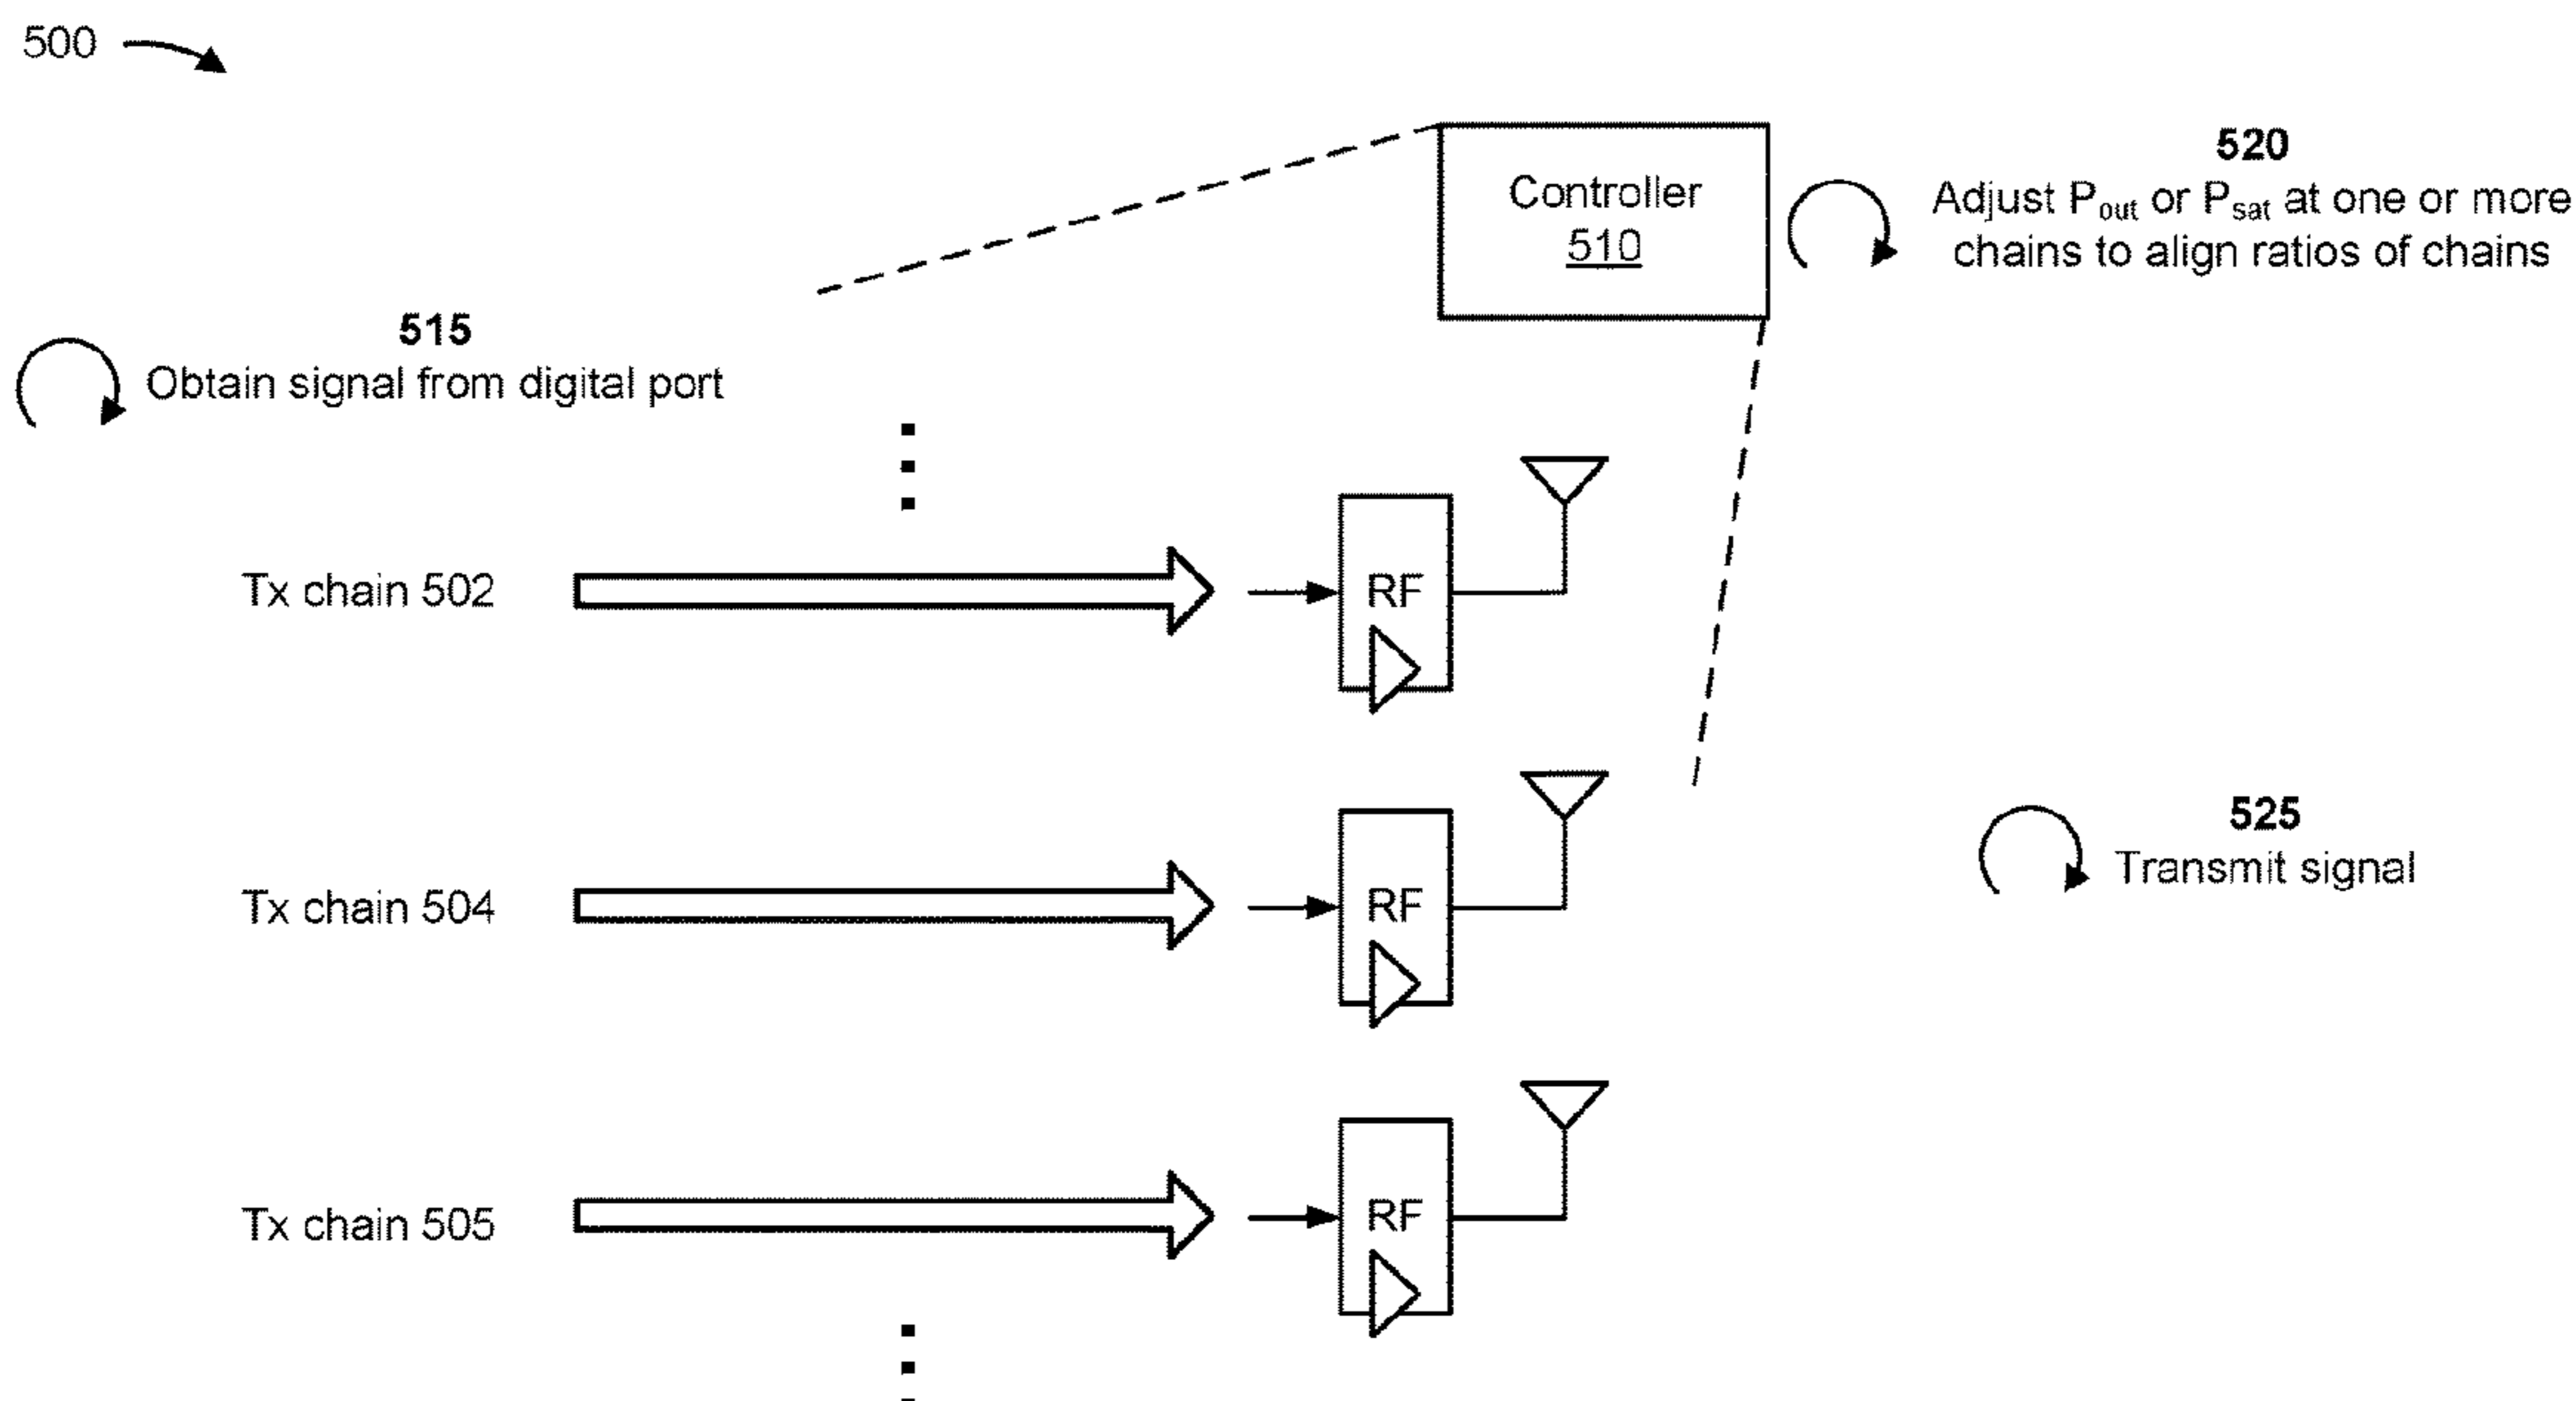 500
Controller
510
520
Adjust Pout or Psat at one or more
chains to align ratios of chains
515
Obtain signal from digital port
Tx chain 502
RF
Tx chain 504
RF
525
Transmit signal
Tx chain 505
RF